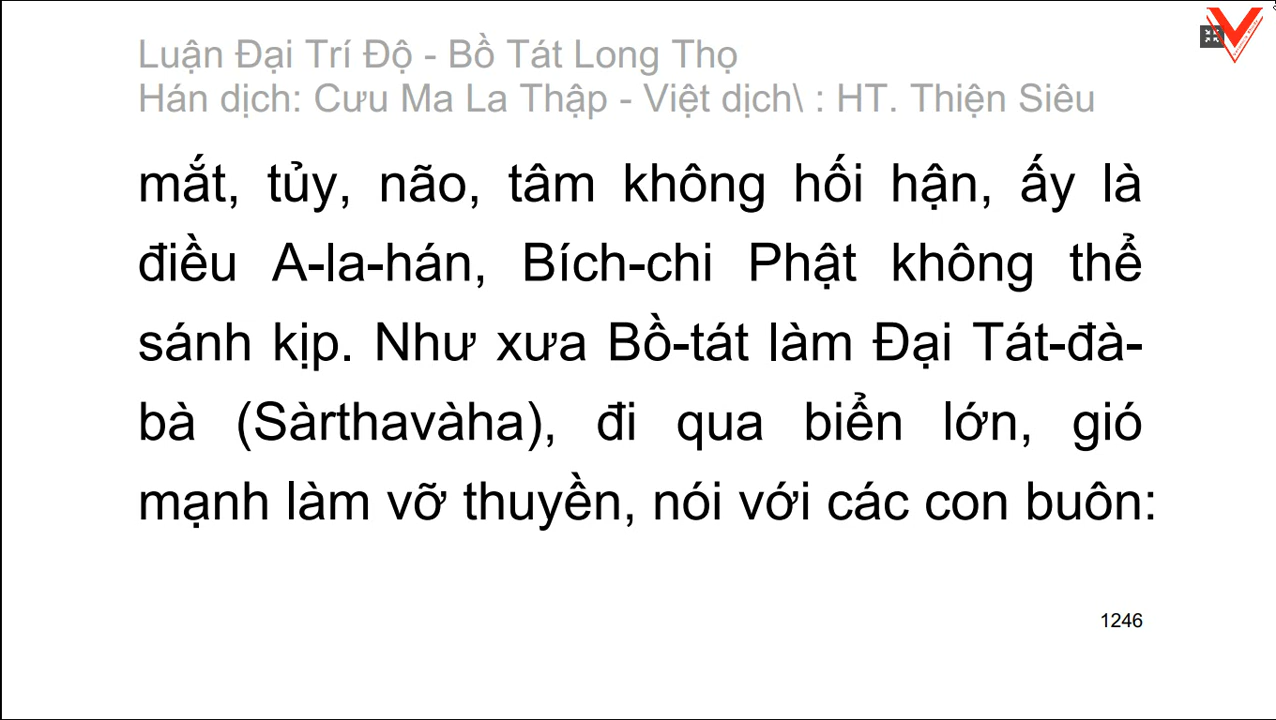 Luận Đại Trí Độ - Bồ Tát Long Thọ
Hán dịch: Cưu Ma La Thập - Việt dịch\ : HT. Thiện Siêu
mắt, tủy, não, tâm không hối hận, ấy là
điều A-la-hán, Bích-chi Phật không thể
sánh kịp. Như xưa Bồ-tát làm Đại Tát-đà-
bà (Sàrthavàha), đi qua biển lớn, gió
mạnh làm vỡ thuyền, nói với các con buôn:
1246